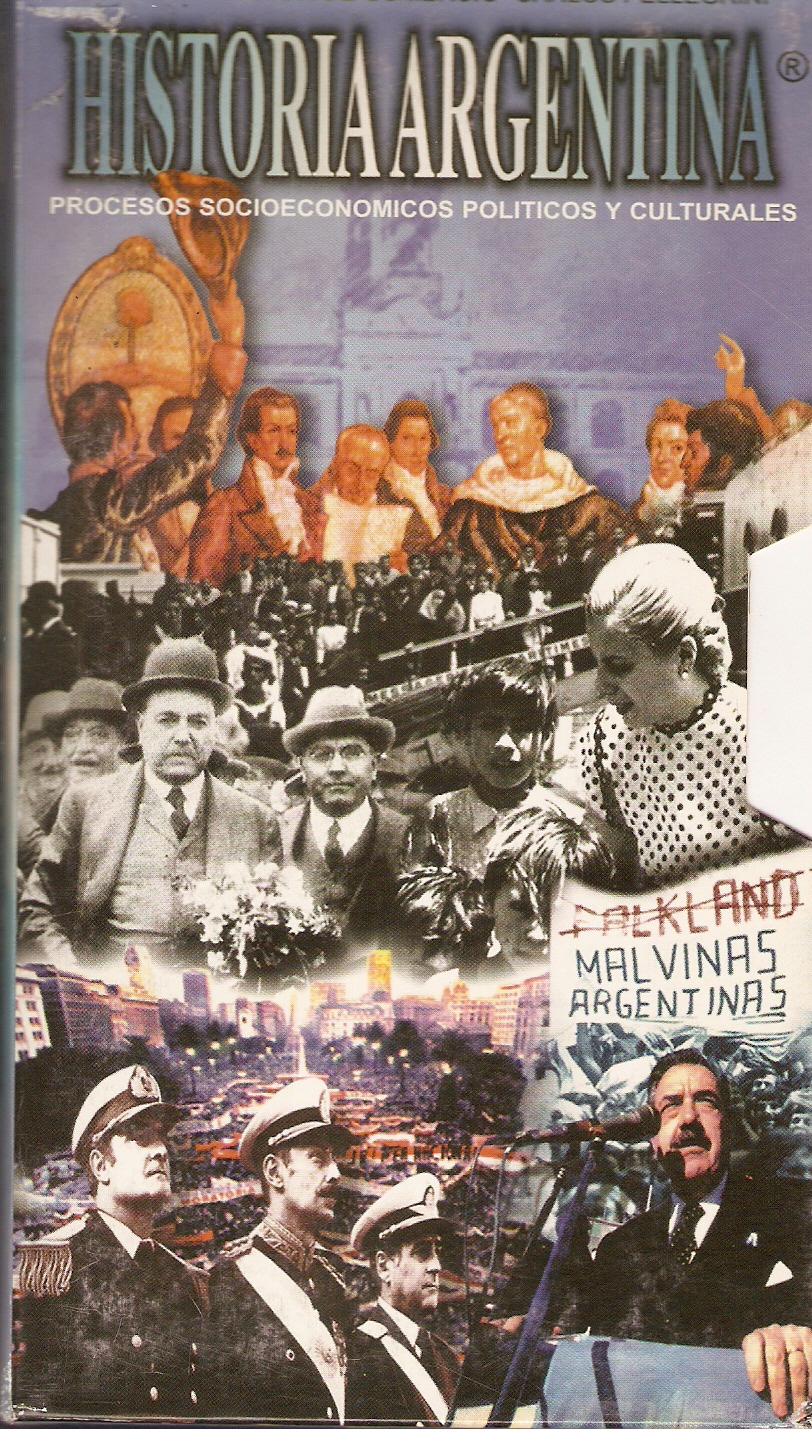 HISTORIA ARGENTINA ®
PROCESOS SOCIOECONOMICOS POLITICOS Y CULTURALES
FALKLAND
MALVINAS
ARGENTINAS